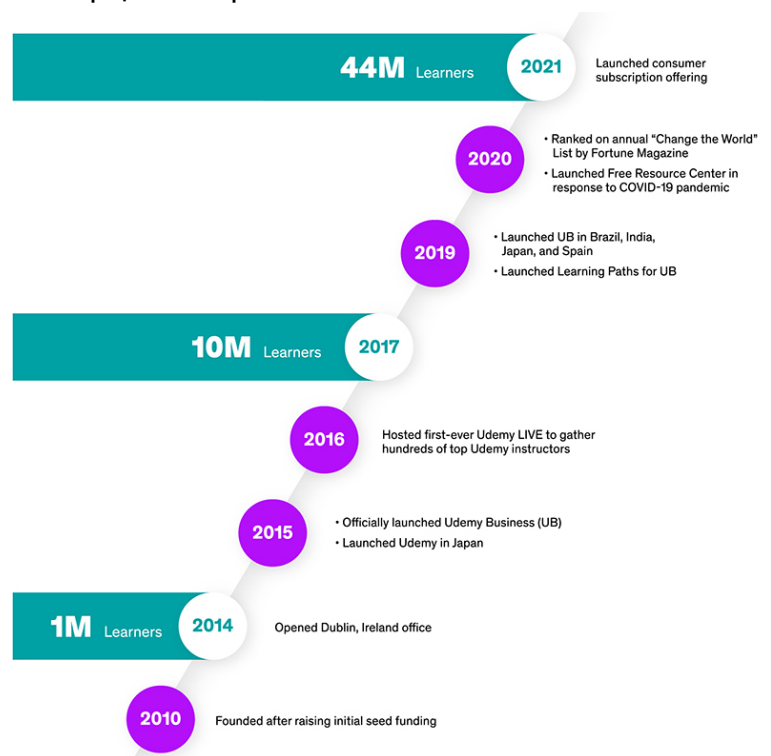 44M Learners 2021 Launched consumer
subscription offering
2020 • Ranked on annual “Change the World”
List by Fortune Magazine
• Launched Free Resource Center in
response to COVID-19 pandemic
2019 • Launched UB in Brazil, India,
Japan, and Spain
• Launched Learning Paths for UB
10M Learners 2017
2016 Hosted first-ever Udemy LIVE to gather
hundreds of top Udemy instructors
2015 • Officially launched Udemy Business (UB)
• Launched Udemy in Japan
1M Learners 2014 Opened Dublin, Ireland office
2010 Founded after raising initial seed funding